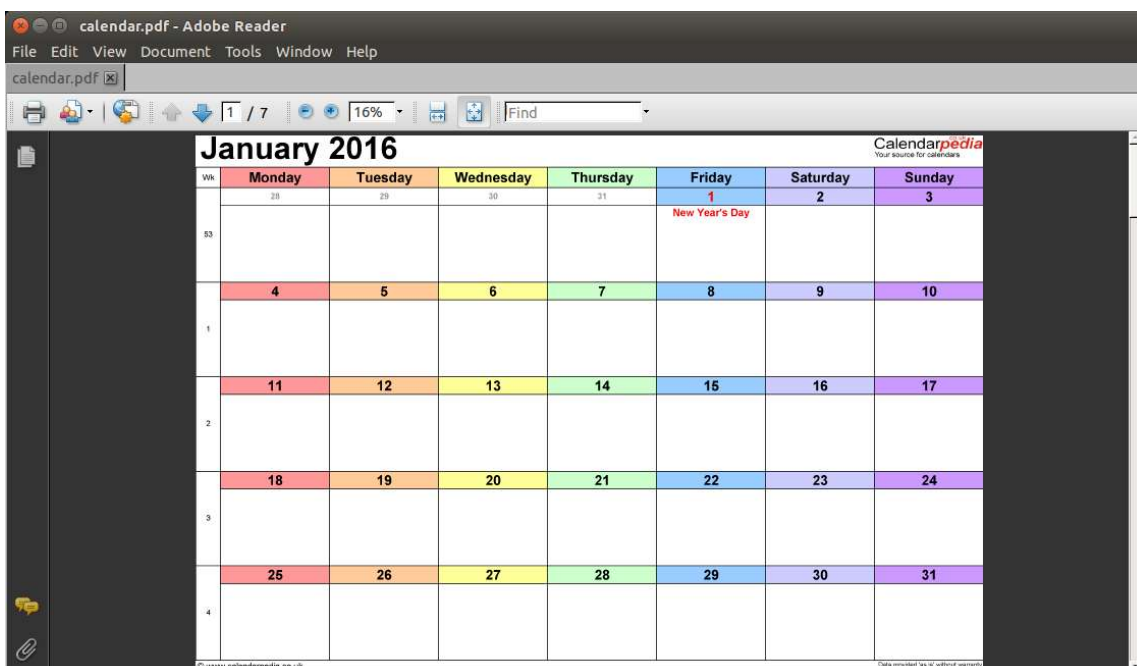 calendar.pdf - Adobe Reader
File Edit View Document Tools Window Help
calendar.pdf
1 / 7 16% Find
January 2016
Calendarpedia
Your source for calendars
Wk Monday Tuesday Wednesday Thursday Friday Saturday Sunday
28 29 30 31 1 2 3
New Year's Day
53
4 5 6 7 8 9 10
1
11 12 13 14 15 16 17
2
18 19 20 21 22 23 24
3
25 26 27 28 29 30 31
4